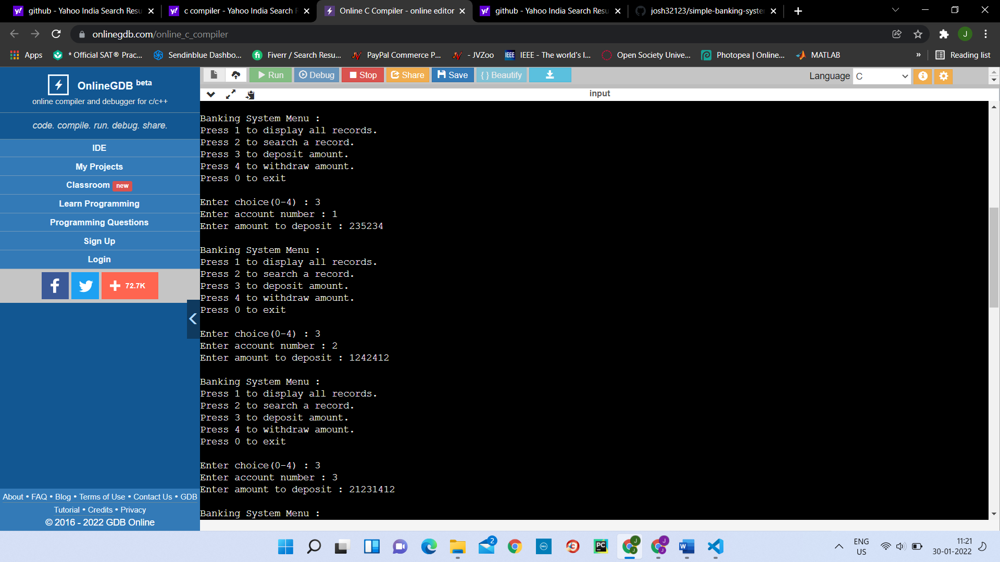 github - Yahoo India Search Resu
c compiler - Yahoo India Search
Online C Compiler - online editor
github - Yahoo India Search Resu
josh32123/simple-banking-syste
onlinegdb.com/online_c_compiler
J
Apps
* Official SAT® Prac...
Sendinblue Dashbo...
Fiverr / Search Resu...
PayPal Commerce P...
- JVZoo
IEEE - The world's l...
Open Society Unive...
Photopea | Online...
MATLAB
»
Reading list
OnlineGDB beta
online compiler and debugger for c/c++
code. compile. run. debug. share.
IDE
My Projects
Classroom new
Learn Programming
Programming Questions
Sign Up
Login
72.7K
About • FAQ • Blog • Terms of Use • Contact Us • GDB
Tutorial • Credits • Privacy
© 2016 - 2022 GDB Online
Run
Debug
Stop
Share
Save
{ } Beautify
Language C
input
Banking System Menu :
Press 1 to display all records.
Press 2 to search a record.
Press 3 to deposit amount.
Press 4 to withdraw amount.
Press 0 to exit
Enter choice(0-4) : 3
Enter account number : 1
Enter amount to deposit : 235234
Banking System Menu :
Press 1 to display all records.
Press 2 to search a record.
Press 3 to deposit amount.
Press 4 to withdraw amount.
Press 0 to exit
Enter choice(0-4) : 3
Enter account number : 2
Enter amount to deposit : 1242412
Banking System Menu :
Press 1 to display all records.
Press 2 to search a record.
Press 3 to deposit amount.
Press 4 to withdraw amount.
Press 0 to exit
Enter choice(0-4) : 3
Enter account number : 3
Enter amount to deposit : 21231412
Banking System Menu :
2
DELL
PC
J
J
J
J
W
ENG
US
11:21
30-01-2022